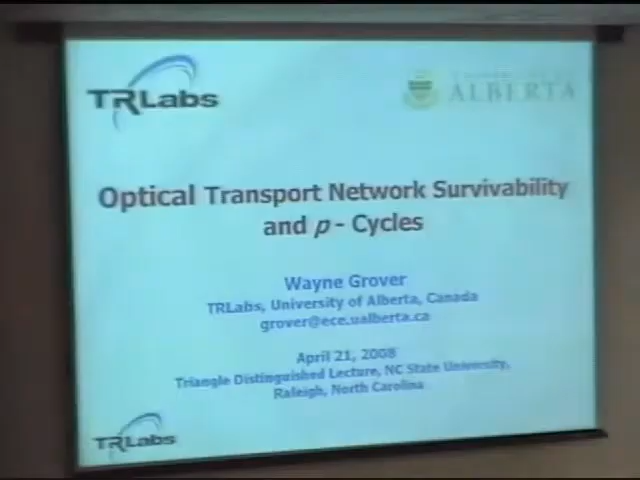 TRLabs
ALBERTA
Optical Transport Network Survivability
and p - Cycles
Wayne Grover
TRLabs, University of Alberta, Canada
grover@ece.ualberta.ca
April 21, 2008
Triangle Distinguished Lecture, NC State University,
Raleigh, North Carolina
TRLabs